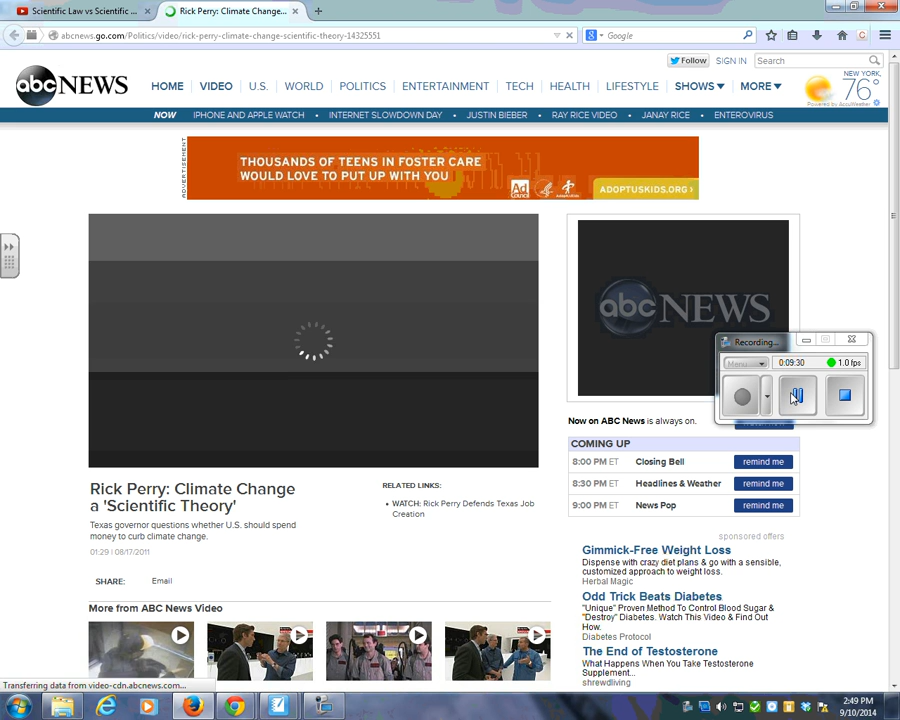 Scientific Law vs Scientific ...
Rick Perry: Climate Change...
abcnews.go.com/Politics/video/rick-perry-climate-change-scientific-theory-14325551
Google
Follow
SIGN IN
Search
abc NEWS
HOME VIDEO U.S. WORLD POLITICS ENTERTAINMENT TECH HEALTH LIFESTYLE SHOWS MORE
NEW YORK,
76°
Powered by AccuWeather
NOW IPHONE AND APPLE WATCH • INTERNET SLOWDOWN DAY • JUSTIN BIEBER • RAY RICE VIDEO • JANAY RICE • ENTEROVIRUS
ADVERTISEMENT
THOUSANDS OF TEENS IN FOSTER CARE
WOULD LOVE TO PUT UP WITH YOU
Ad
ADOPTUSKIDS.ORG >
abc NEWS
Recording...
Menu
0:09:30
1.0 fps
Now on ABC News is always on.
COMING UP
8:00 PM ET Closing Bell remind me
8:30 PM ET Headlines & Weather remind me
9:00 PM ET News Pop remind me
Rick Perry: Climate Change
a 'Scientific Theory'
Texas governor questions whether U.S. should spend
money to curb climate change.
01:29 | 08/17/2011
RELATED LINKS:
• WATCH: Rick Perry Defends Texas Job
Creation
SHARE: Email
More from ABC News Video
sponsored offers
Gimmick-Free Weight Loss
Dispense with crazy diet plans & go with a sensible,
customized approach to weight loss.
Herbal Magic
Odd Trick Beats Diabetes
"Unique" Proven Method To Control Blood Sugar &
"Destroy" Diabetes. Watch This Video & Find Out
How.
Diabetes Protocol
The End of Testosterone
What Happens When You Take Testosterone
Supplement...
shrewdliving
Transferring data from video-cdn.abcnews.com...
2:49 PM
9/10/2014